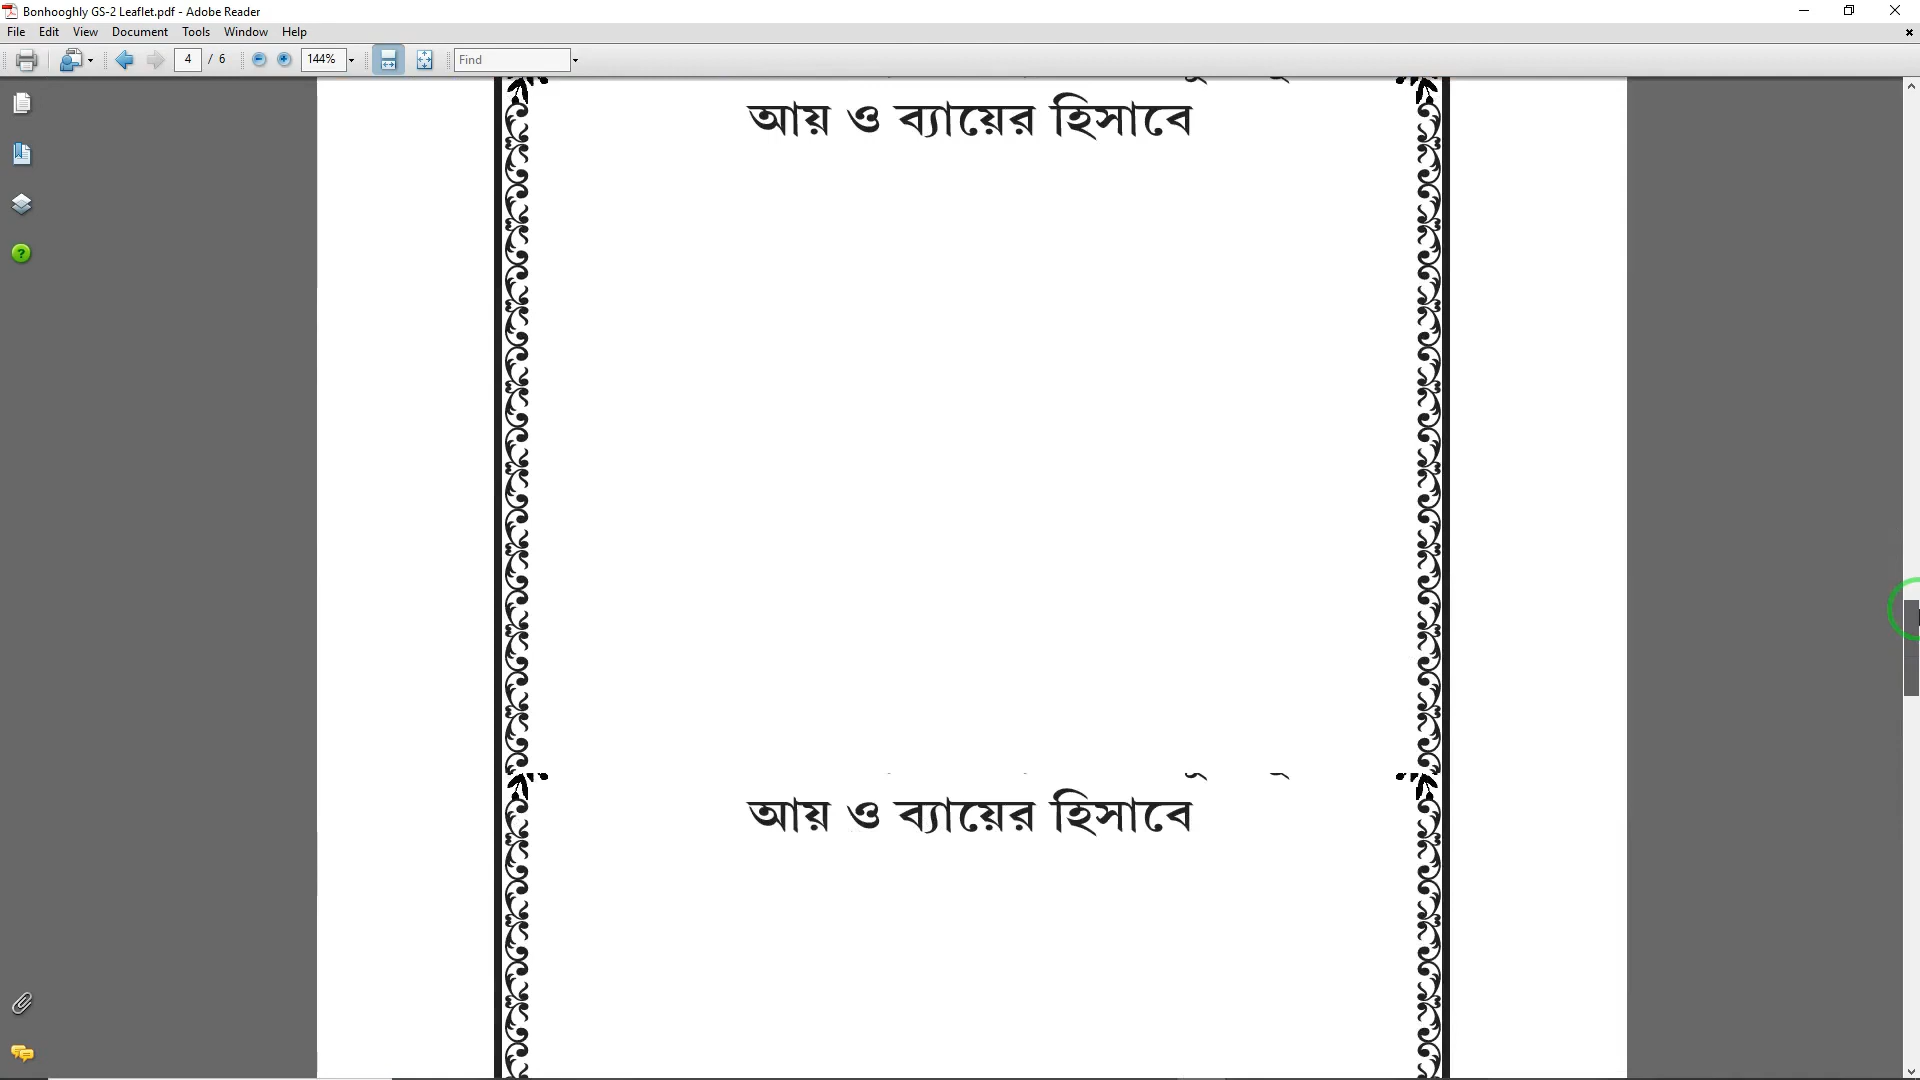 Bonhooghly GS-2 Leaflet.pdf - Adobe Reader
File Edit View Document Tools Window Help
4 / 6 144% Find
আয় ও ব্যায়ের হিসাবে
আয় ও ব্যায়ের হিসাবে